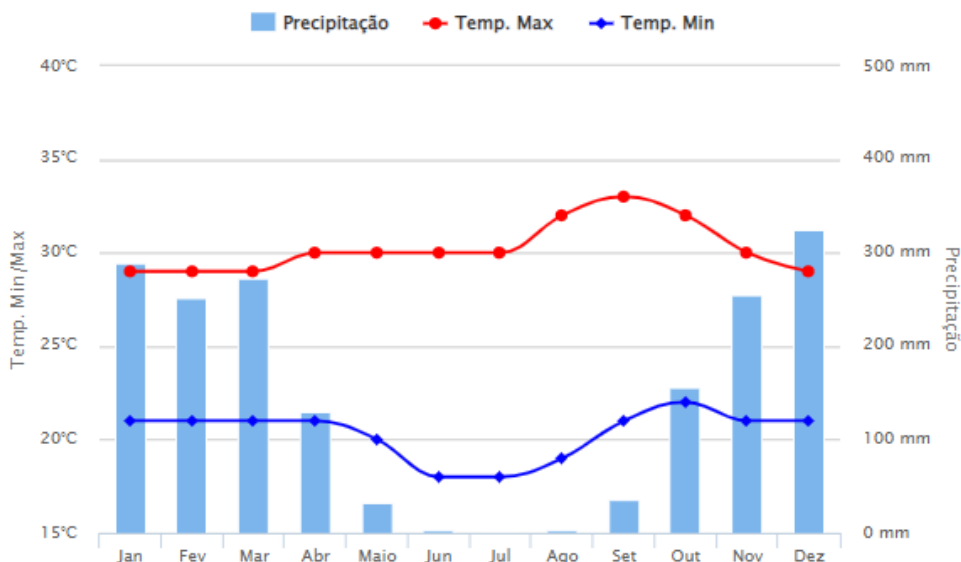 Precipitação Temp. Max Temp. Min
40°C 500 mm
35°C 400 mm
30°C 300 mm
25°C 200 mm
20°C 100 mm
15°C 0 mm
Temp. Min/Max
Precipitação
Jan Fev Mar Abr Maio Jun Jul Ago Set Out Nov Dez